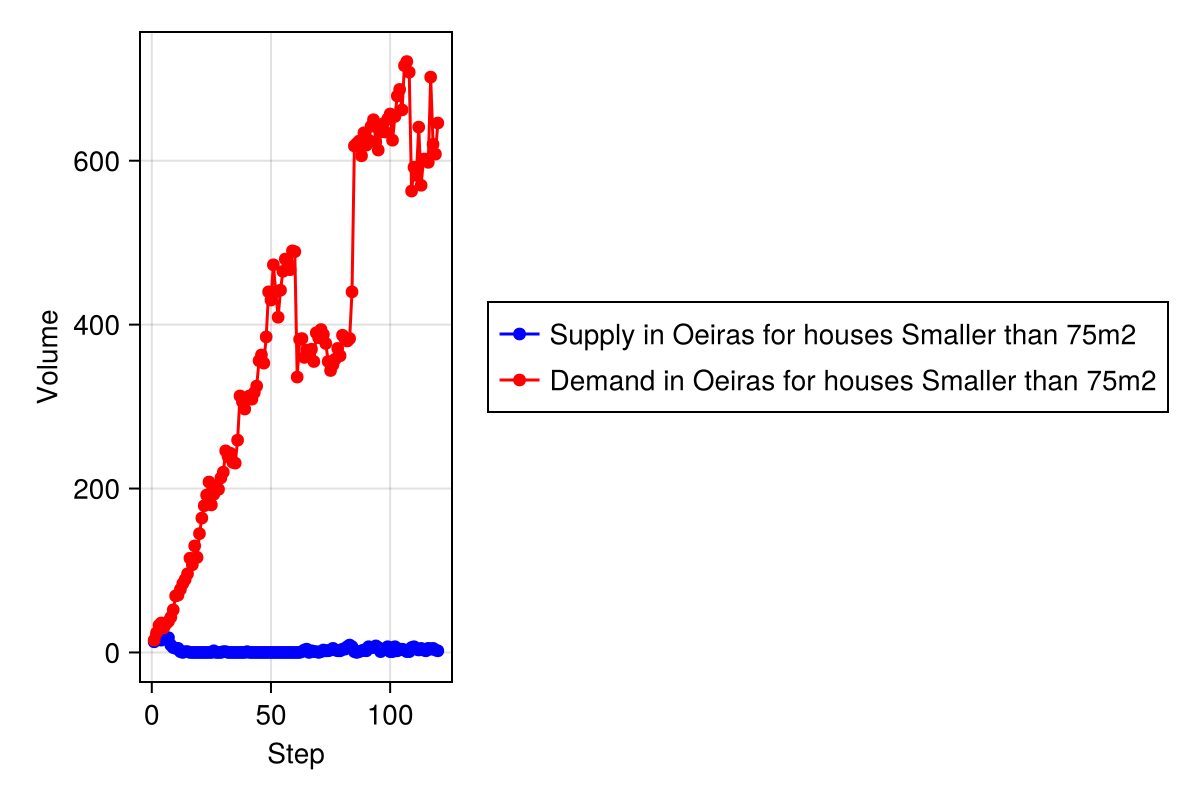 Volume
600
400
200
0
0 50 100
Step
Supply in Oeiras for houses Smaller than 75m2
Demand in Oeiras for houses Smaller than 75m2